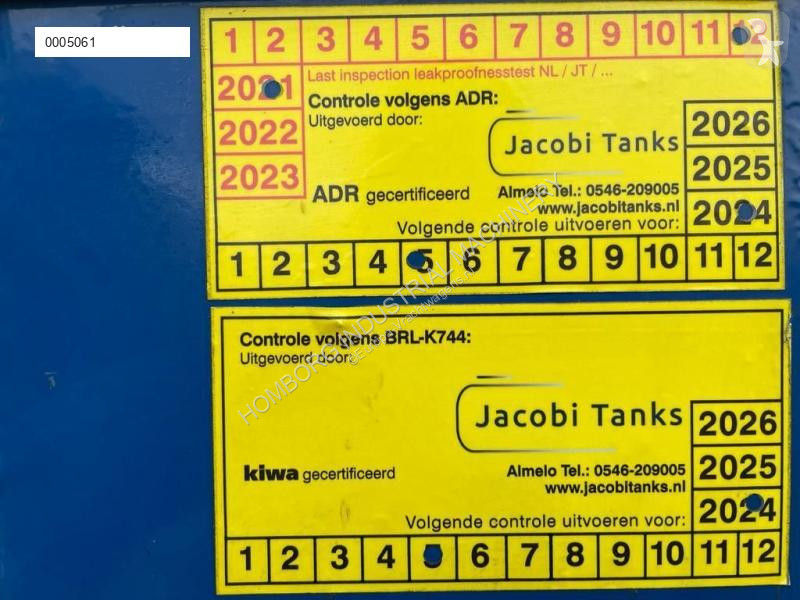 0005061
1 2 3 4 5 6 7 8 9 10 11 12
2021 Last inspection leakproofnesstest NL / JT / ...
Controle volgens ADR:
Uitgevoerd door:
2022
2023
Jacobi Tanks
2026
2025
2024
ADR gecertificeerd
Almelo Tel.: 0546-209005
www.jacobitanks.nl
Volgende controle uitvoeren voor:
1 2 3 4 5 6 7 8 9 10 11 12
HOMBORG INDUSTRIAL MACHINERY
Controle volgens BRL-K744:
Uitgevoerd door:
Jacobi Tanks
2026
2025
2024
kiwa gecertificeerd
Almelo Tel.: 0546-209005
www.jacobitanks.nl
Volgende controle uitvoeren voor:
1 2 3 4 5 6 7 8 9 10 11 12